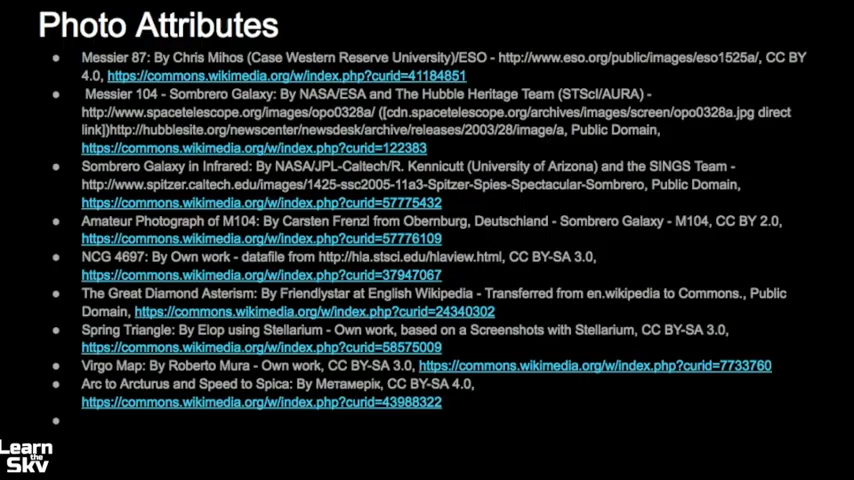 Photo Attributes
● Messier 87: By Chris Mihos (Case Western Reserve University)/ESO - http://www.eso.org/public/images/eso1525a/, CC BY
4.0, https://commons.wikimedia.org/w/index.php?curid=41184851
● Messier 104 - Sombrero Galaxy: By NASA/ESA and The Hubble Heritage Team (STScI/AURA) -
http://www.spacetelescope.org/images/opo0328a/ ([cdn.spacetelescope.org/archives/images/screen/opo0328a.jpg direct
link])http://hubblesite.org/newscenter/newsdesk/archive/releases/2003/28/image/a, Public Domain,
https://commons.wikimedia.org/w/index.php?curid=122383
● Sombrero Galaxy in Infrared: By NASA/JPL-Caltech/R. Kennicutt (University of Arizona) and the SINGS Team -
http://www.spitzer.caltech.edu/images/1425-ssc2005-11a3-Spitzer-Spies-Spectacular-Sombrero, Public Domain,
https://commons.wikimedia.org/w/index.php?curid=57775432
● Amateur Photograph of M104: By Carsten Frenzl from Obernburg, Deutschland - Sombrero Galaxy - M104, CC BY 2.0,
https://commons.wikimedia.org/w/index.php?curid=57776109
● NCG 4697: By Own work - datafile from http://hla.stsci.edu/hlaview.html, CC BY-SA 3.0,
https://commons.wikimedia.org/w/index.php?curid=37947067
● The Great Diamond Asterism: By Friendlystar at English Wikipedia - Transferred from en.wikipedia to Commons., Public
Domain, https://commons.wikimedia.org/w/index.php?curid=24340302
● Spring Triangle: By Elop using Stellarium - Own work, based on a Screenshots with Stellarium, CC BY-SA 3.0,
https://commons.wikimedia.org/w/index.php?curid=58575009
● Virgo Map: By Roberto Mura - Own work, CC BY-SA 3.0, https://commons.wikimedia.org/w/index.php?curid=7733760
● Arc to Arcturus and Speed to Spica: By Метамерік, CC BY-SA 4.0,
https://commons.wikimedia.org/w/index.php?curid=43988322
●
Learn
the
Sky